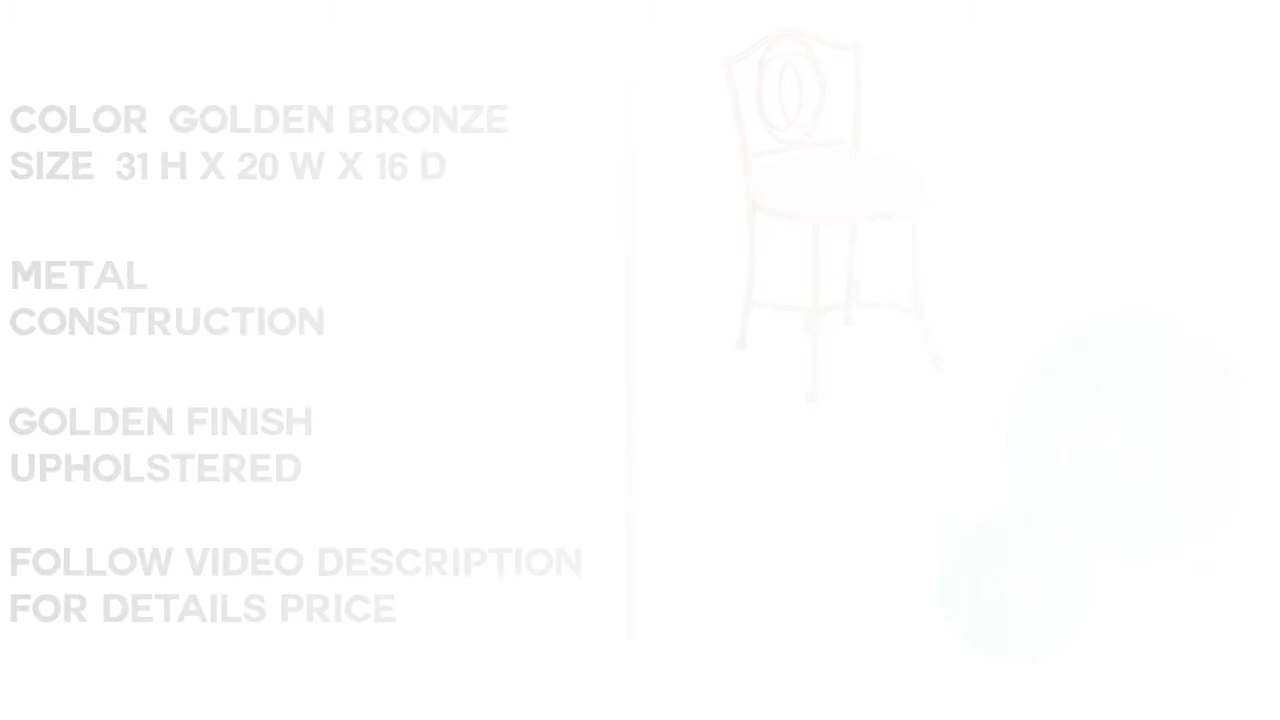 COLOR GOLDEN BRONZE
SIZE 31 H X 20 W X 16 D
METAL
CONSTRUCTION
GOLDEN FINISH
UPHOLSTERED
FOLLOW VIDEO DESCRIPTION
FOR DETAILS PRICE